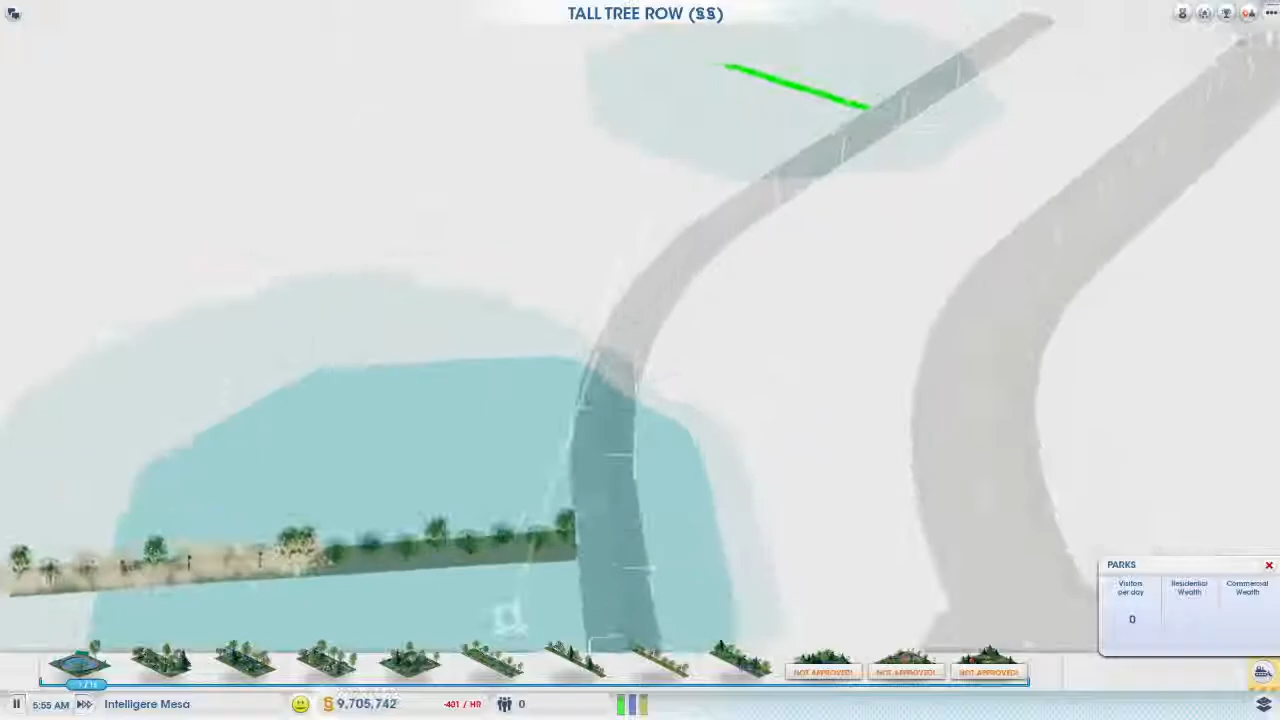 TALL TREE ROW (§§)
PARKS
Visitors per day
Residential Wealth
Commercial Wealth
0
NOT APPROVED!
NOT APPROVED!
NOT APPROVED!
5:55 AM
Intelligere Mesa
§ 9,705,742
-401 / HR
0